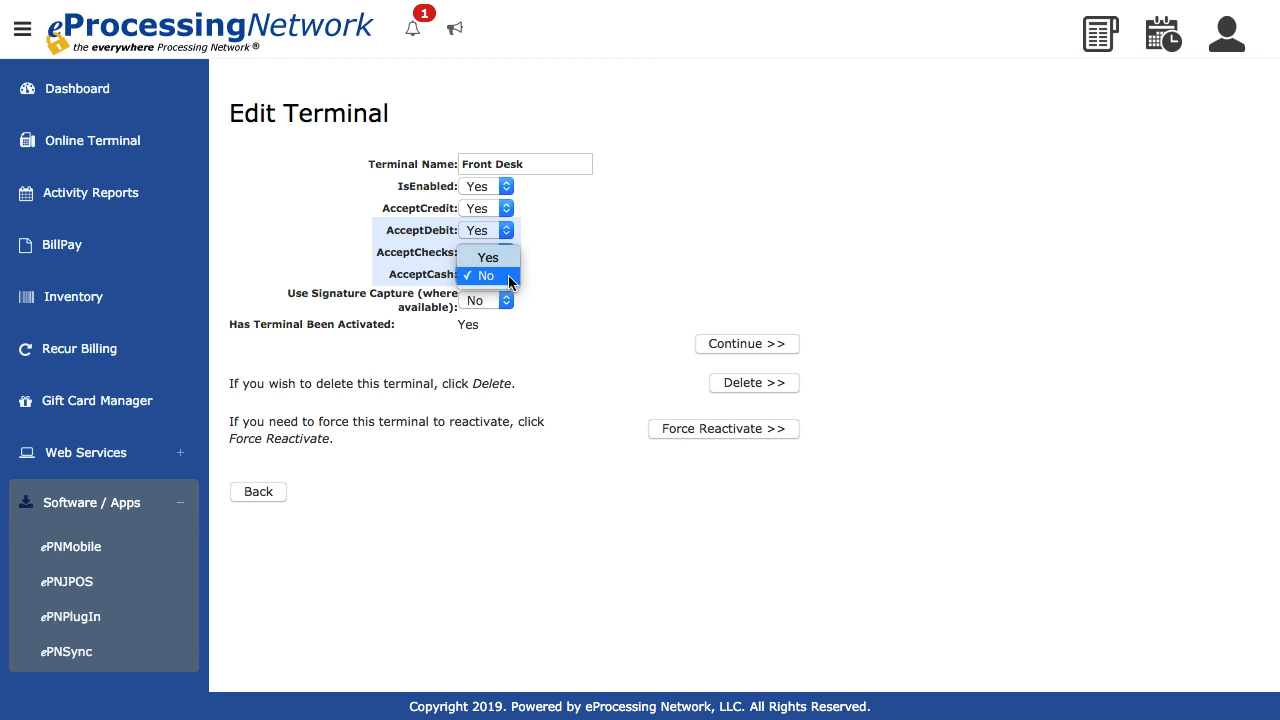 eProcessingNetwork
the everywhere Processing Network®
1
Dashboard
Online Terminal
Activity Reports
BillPay
Inventory
Recur Billing
Gift Card Manager
Web Services +
Software / Apps −
ePNMobile
ePNJPOS
ePNPlugIn
ePNSync
Edit Terminal
Terminal Name: Front Desk
IsEnabled: Yes
AcceptCredit: Yes
AcceptDebit: Yes
AcceptChecks:
Yes
AcceptCash:
✓ No
Use Signature Capture (where
available): No
Has Terminal Been Activated: Yes
Continue >>
If you wish to delete this terminal, click Delete. Delete >>
If you need to force this terminal to reactivate, click
Force Reactivate.
Force Reactivate >>
Back
Copyright 2019. Powered by eProcessing Network, LLC. All Rights Reserved.